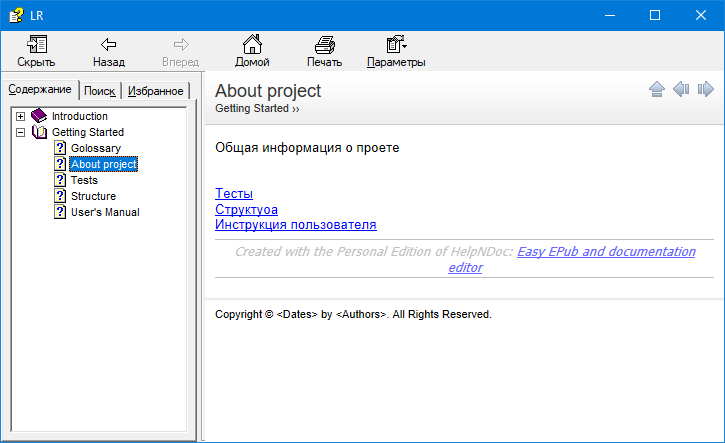 LR
Скрыть Назад Вперед Домой Печать Параметры
Содержание Поиск Избранное
Introduction
Getting Started
Golossary
About project
Tests
Structure
User's Manual
About project
Getting Started ››
Общая информация о проете
Тесты
Структуоа
Инструкция пользователя
Created with the Personal Edition of HelpNDoc: Easy EPub and documentation
editor
Copyright © <Dates> by <Authors>. All Rights Reserved.